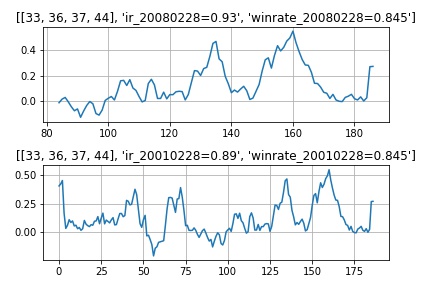 [[33, 36, 37, 44], 'ir_20080228=0.93', 'winrate_20080228=0.845']
0.4
0.2
0.0
80 100 120 140 160 180
[[33, 36, 37, 44], 'ir_20010228=0.89', 'winrate_20010228=0.845']
0.50
0.25
0.00
0 25 50 75 100 125 150 175